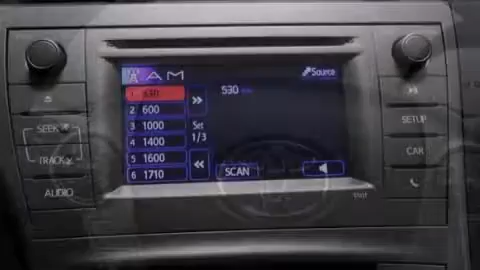 AM
Source
1 530
530
2 600
3 1000
Set
1/3
4 1400
5 1600
6 1710
SCAN
SEEK
TRACK
AUDIO
SETUP
CAR